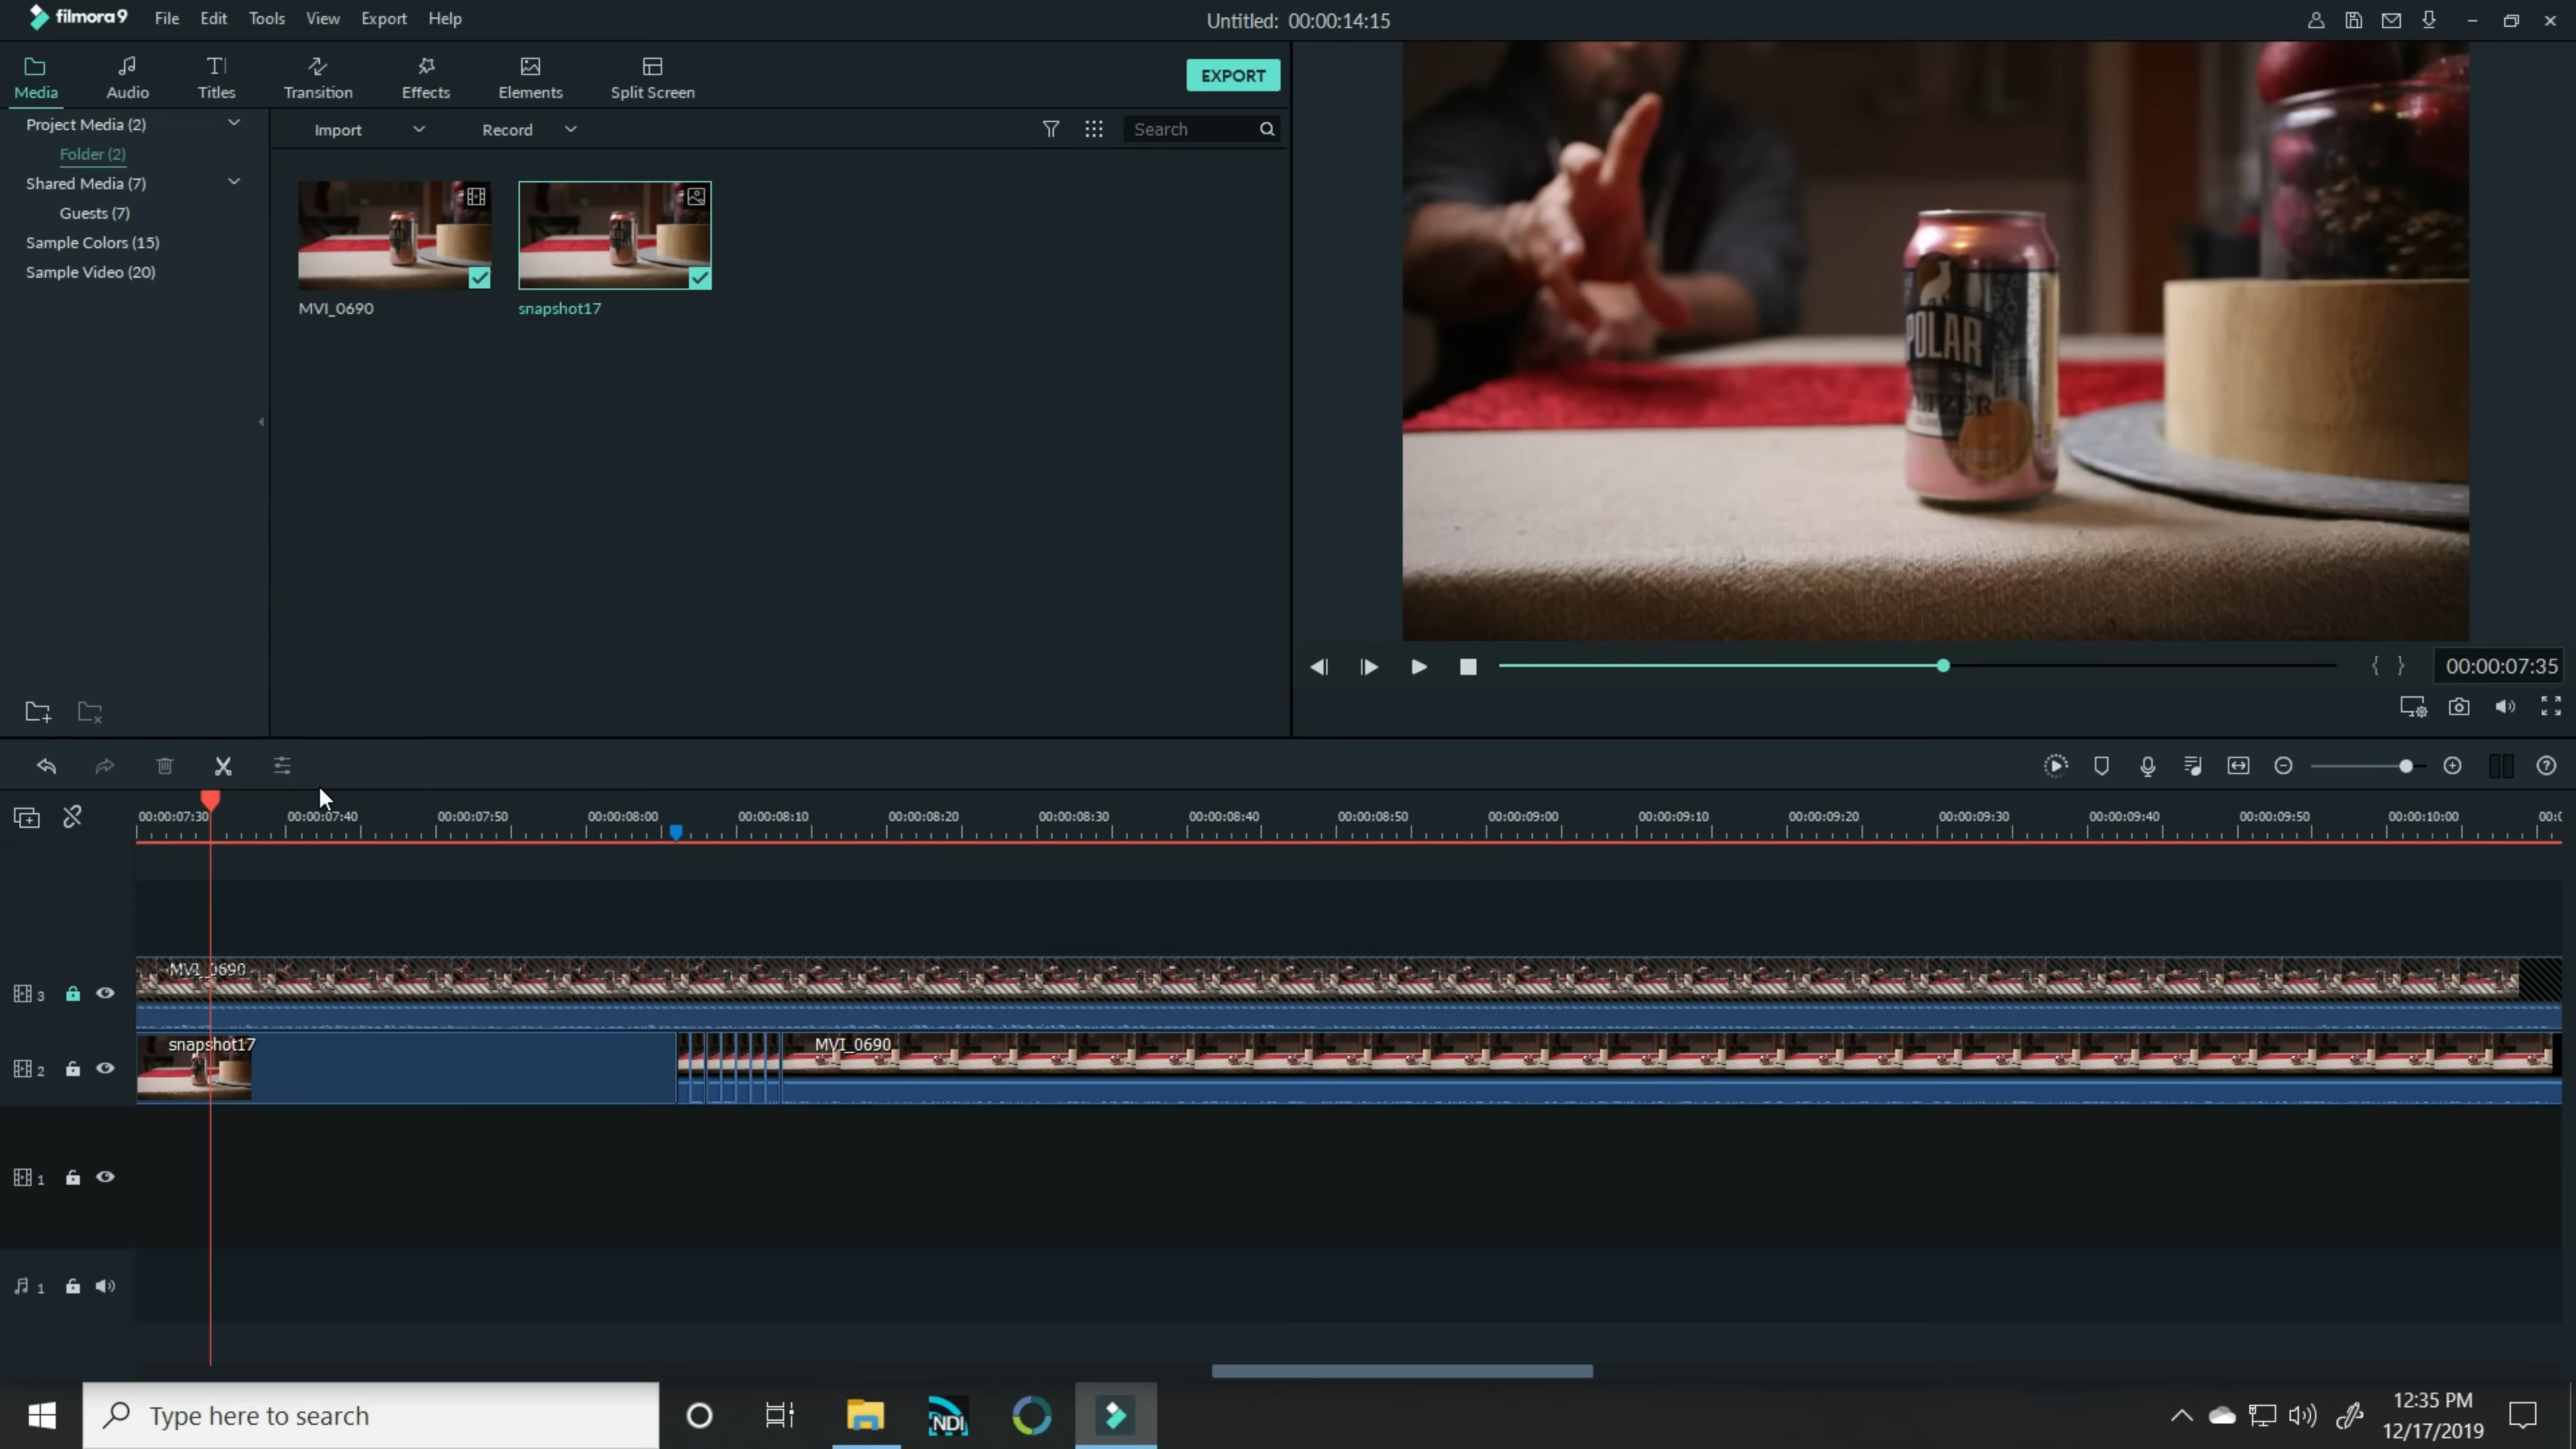 filmora9 File Edit Tools View Export Help Untitled: 00:00:14:15
Media Audio Titles Transition Effects Elements Split Screen EXPORT
Project Media (2)
Folder (2)
Shared Media (7)
Guests (7)
Sample Colors (15)
Sample Video (20)
Import Record Search
MVI_0690 snapshot17
POLAR
00:00:07:35
00:00:07:30 00:00:07:40 00:00:07:50 00:00:08:00 00:00:08:10 00:00:08:20 00:00:08:30 00:00:08:40 00:00:08:50 00:00:09:00 00:00:09:10 00:00:09:20 00:00:09:30 00:00:09:40 00:00:09:50 00:00:10:00
MVI_0690
3
snapshot17 MVI_0690
2
1
1
Type here to search
NDI
12:35 PM
12/17/2019